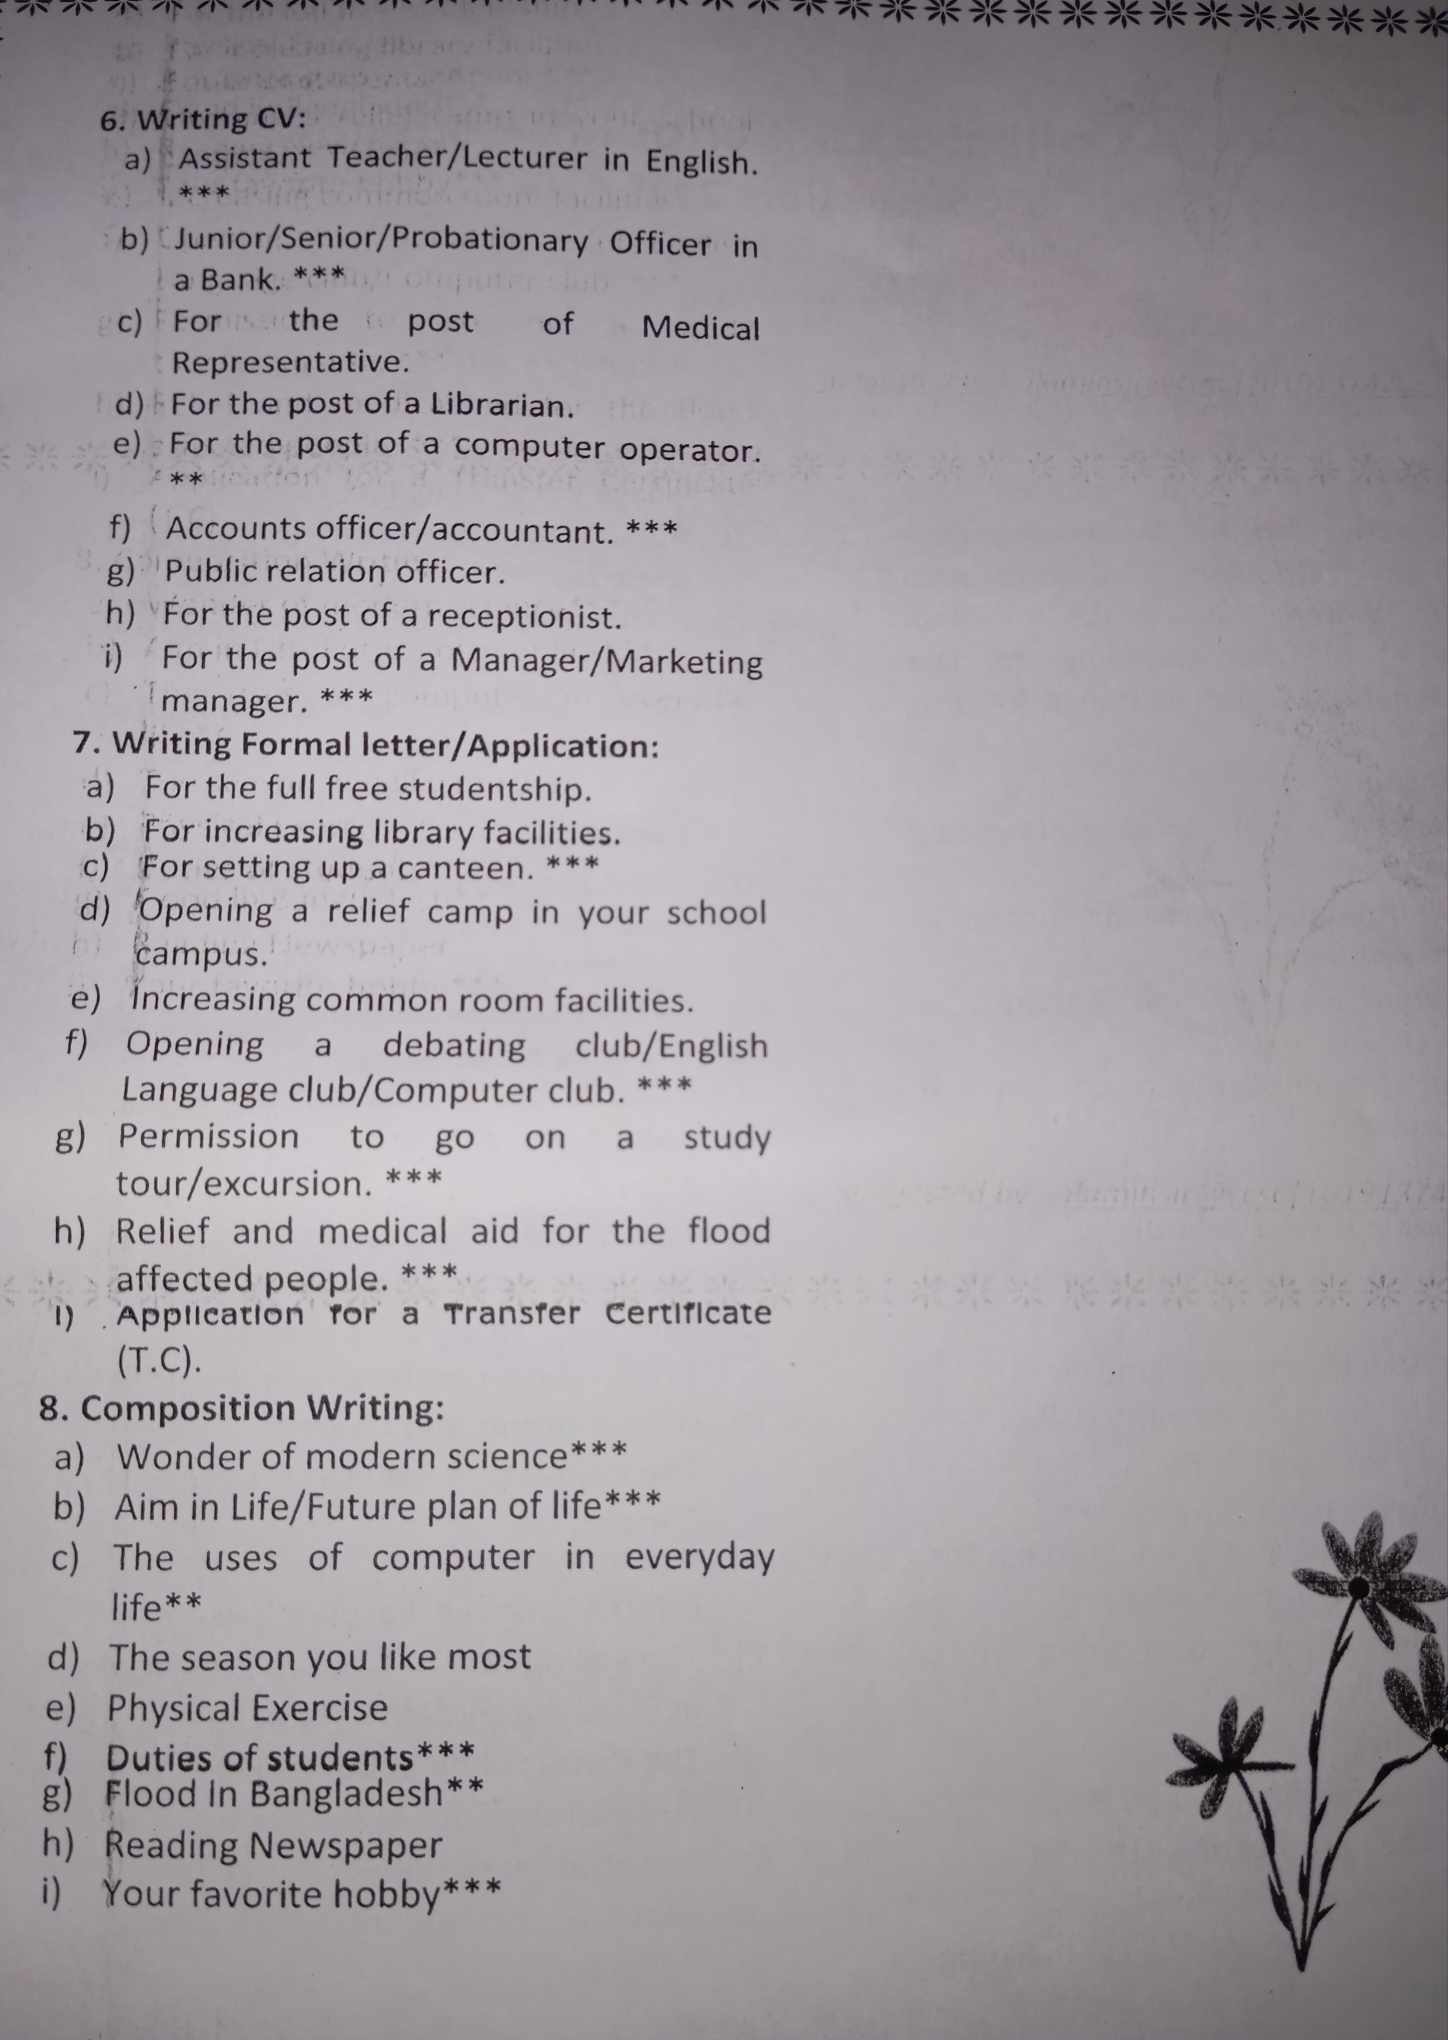 6. Writing CV:
a) Assistant Teacher/Lecturer in English.
***
b) Junior/Senior/Probationary Officer in
a Bank. ***
c) For the post of Medical
Representative.
d) For the post of a Librarian.
e) For the post of a computer operator.
**
f) Accounts officer/accountant. ***
g) Public relation officer.
h) For the post of a receptionist.
i) For the post of a Manager/Marketing
manager. ***
7. Writing Formal letter/Application:
a) For the full free studentship.
b) For increasing library facilities.
c) For setting up a canteen. ***
d) Opening a relief camp in your school
campus.
e) Increasing common room facilities.
f) Opening a debating club/English
Language club/Computer club. ***
g) Permission to go on a study
tour/excursion. ***
h) Relief and medical aid for the flood
affected people. ***
i) Application for a Transfer Certificate
(T.C).
8. Composition Writing:
a) Wonder of modern science***
b) Aim in Life/Future plan of life***
c) The uses of computer in everyday
life**
d) The season you like most
e) Physical Exercise
f) Duties of students***
g) Flood In Bangladesh**
h) Reading Newspaper
i) Your favorite hobby***